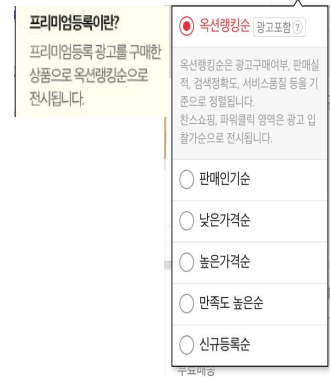 프리미엄등록이란?
프리미엄등록 광고를 구매한
상품으로 옥션랭킹순으로
전시됩니다.
옥션랭킹순 광고포함 ?
옥션랭킹순은 광고구매여부, 판매실
적, 검색정확도, 서비스품질 등을 기
준으로 정렬됩니다.
찬스쇼핑, 파워클릭 영역은 광고 입
찰가순으로 전시됩니다.
판매인기순
낮은가격순
높은가격순
만족도 높은순
신규등록순
무료배송